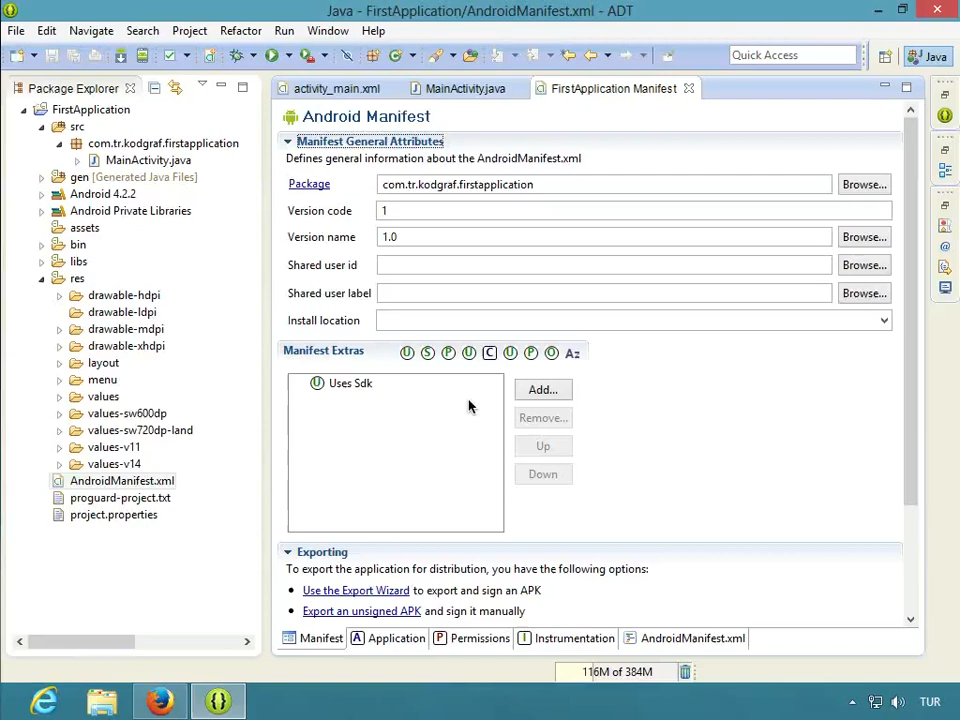 Java - FirstApplication/AndroidManifest.xml - ADT
File Edit Navigate Search Project Refactor Run Window Help
Quick Access
Java
Package Explorer
activity_main.xml
MainActivity.java
FirstApplication Manifest
FirstApplication
src
com.tr.kodgraf.firstapplication
MainActivity.java
gen [Generated Java Files]
Android 4.2.2
Android Private Libraries
assets
bin
libs
res
drawable-hdpi
drawable-ldpi
drawable-mdpi
drawable-xhdpi
layout
menu
values
values-sw600dp
values-sw720dp-land
values-v11
values-v14
AndroidManifest.xml
proguard-project.txt
project.properties
Android Manifest
Manifest General Attributes
Defines general information about the AndroidManifest.xml
Package com.tr.kodgraf.firstapplication Browse...
Version code 1
Version name 1.0 Browse...
Shared user id Browse...
Shared user label Browse...
Install location
Manifest Extras U S P U C U P O Az
U Uses Sdk
Add...
Remove...
Up
Down
Exporting
To export the application for distribution, you have the following options:
• Use the Export Wizard to export and sign an APK
• Export an unsigned APK and sign it manually
Manifest A Application P Permissions I Instrumentation AndroidManifest.xml
116M of 384M
TUR